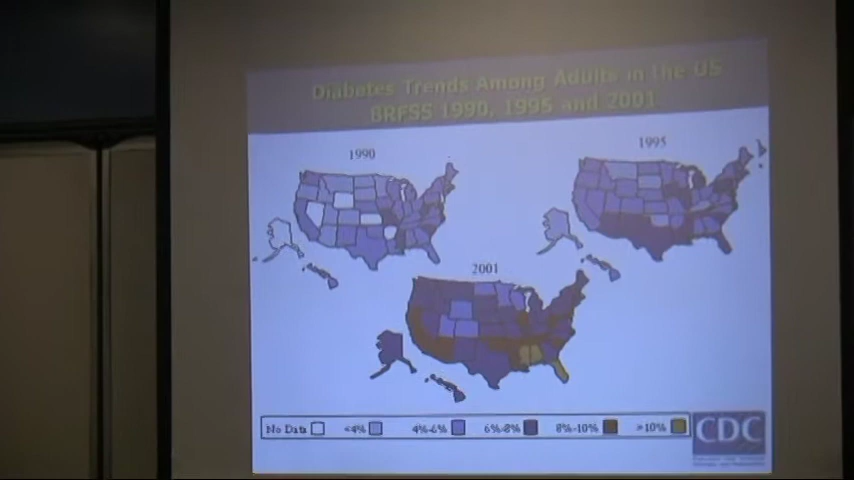 Diabetes Trends Among Adults in the US
BRFSS 1990, 1995 and 2001
1990
1995
2001
No Data <4% 4%-6% 6%-8% 8%-10% >10%
CDC